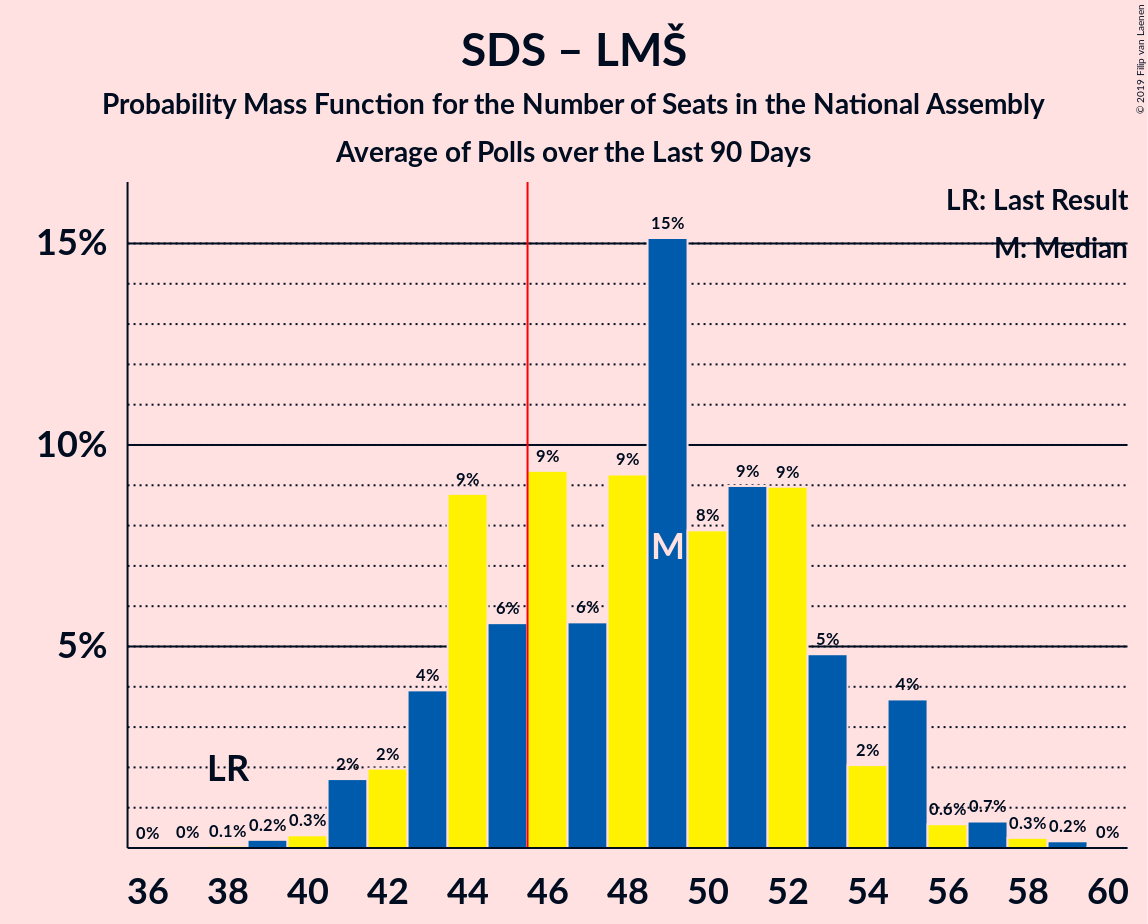 SDS – LMŠ
Probability Mass Function for the Number of Seats in the National Assembly
Average of Polls over the Last 90 Days
© 2019 Filip van Laenen
LR: Last Result
M: Median
15%
10%
5%
0% 0% 0.1% 0.2% 0.3% 2% 2% 4% 9% 6% 9% 6% 9% 15% 8% 9% 9% 5% 2% 4% 0.6% 0.7% 0.3% 0.2% 0%
LR
M
36 38 40 42 44 46 48 50 52 54 56 58 60